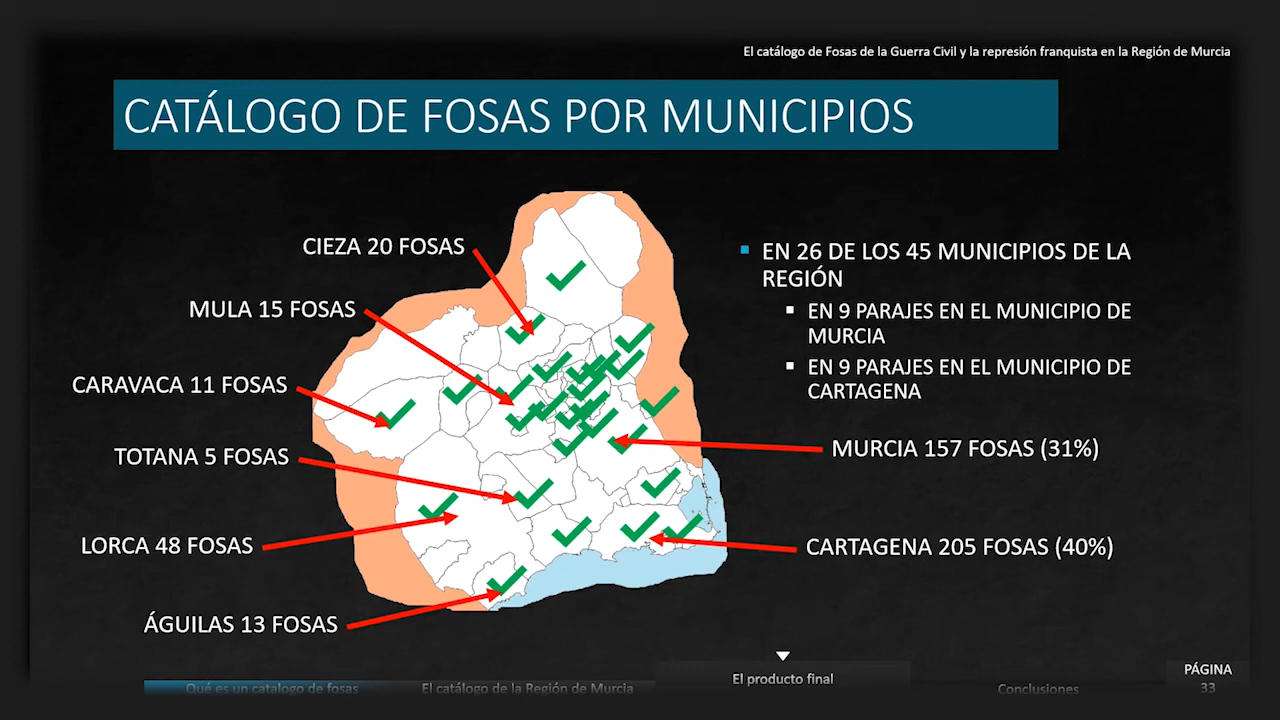 El catálogo de Fosas de la Guerra Civil y la represión franquista en la Región de Murcia
CATÁLOGO DE FOSAS POR MUNICIPIOS
CIEZA 20 FOSAS
MULA 15 FOSAS
CARAVACA 11 FOSAS
TOTANA 5 FOSAS
LORCA 48 FOSAS
ÁGUILAS 13 FOSAS
EN 26 DE LOS 45 MUNICIPIOS DE LA
REGIÓN
EN 9 PARAJES EN EL MUNICIPIO DE
MURCIA
EN 9 PARAJES EN EL MUNICIPIO DE
CARTAGENA
MURCIA 157 FOSAS (31%)
CARTAGENA 205 FOSAS (40%)
Qué es un catalogo de fosas
El catálogo de la Región de Murcia
El producto final
Conclusiones
PÁGINA
33